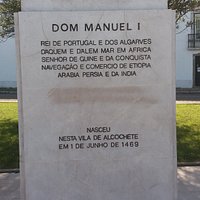 DOM MANUEL I
REI DE PORTUGAL E DOS ALGARVES
DAQUEM E DALEM MAR EM AFRICA
SENHOR DE GUINE E DA CONQUISTA
NAVEGAÇÃO E COMERCIO DE ETIOPIA
ARABIA PERSIA E DA INDIA
NASCEU
NESTA VILA DE ALCOCHETE
EM 1 DE JUNHO DE 1469